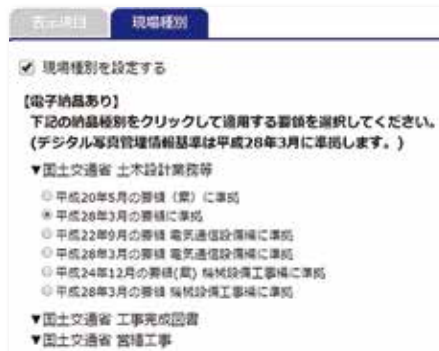 表示項目 現場種別
現場種別を設定する
【電子納品あり】
下記の納品種別をクリックして適用する要領を選択してください。
(デジタル写真管理情報基準は平成28年3月に準拠します。)
▼国土交通省 土木設計業務等
平成20年5月の要領(案)に準拠
平成28年3月の要領に準拠
平成22年9月の要領 電気通信設備編に準拠
平成28年3月の要領 電気通信設備編に準拠
平成24年12月の要領(案) 機械設備工事編に準拠
平成28年3月の要領 機械設備工事編に準拠
▼国土交通省 工事完成図書
▼国土交通省 営繕工事